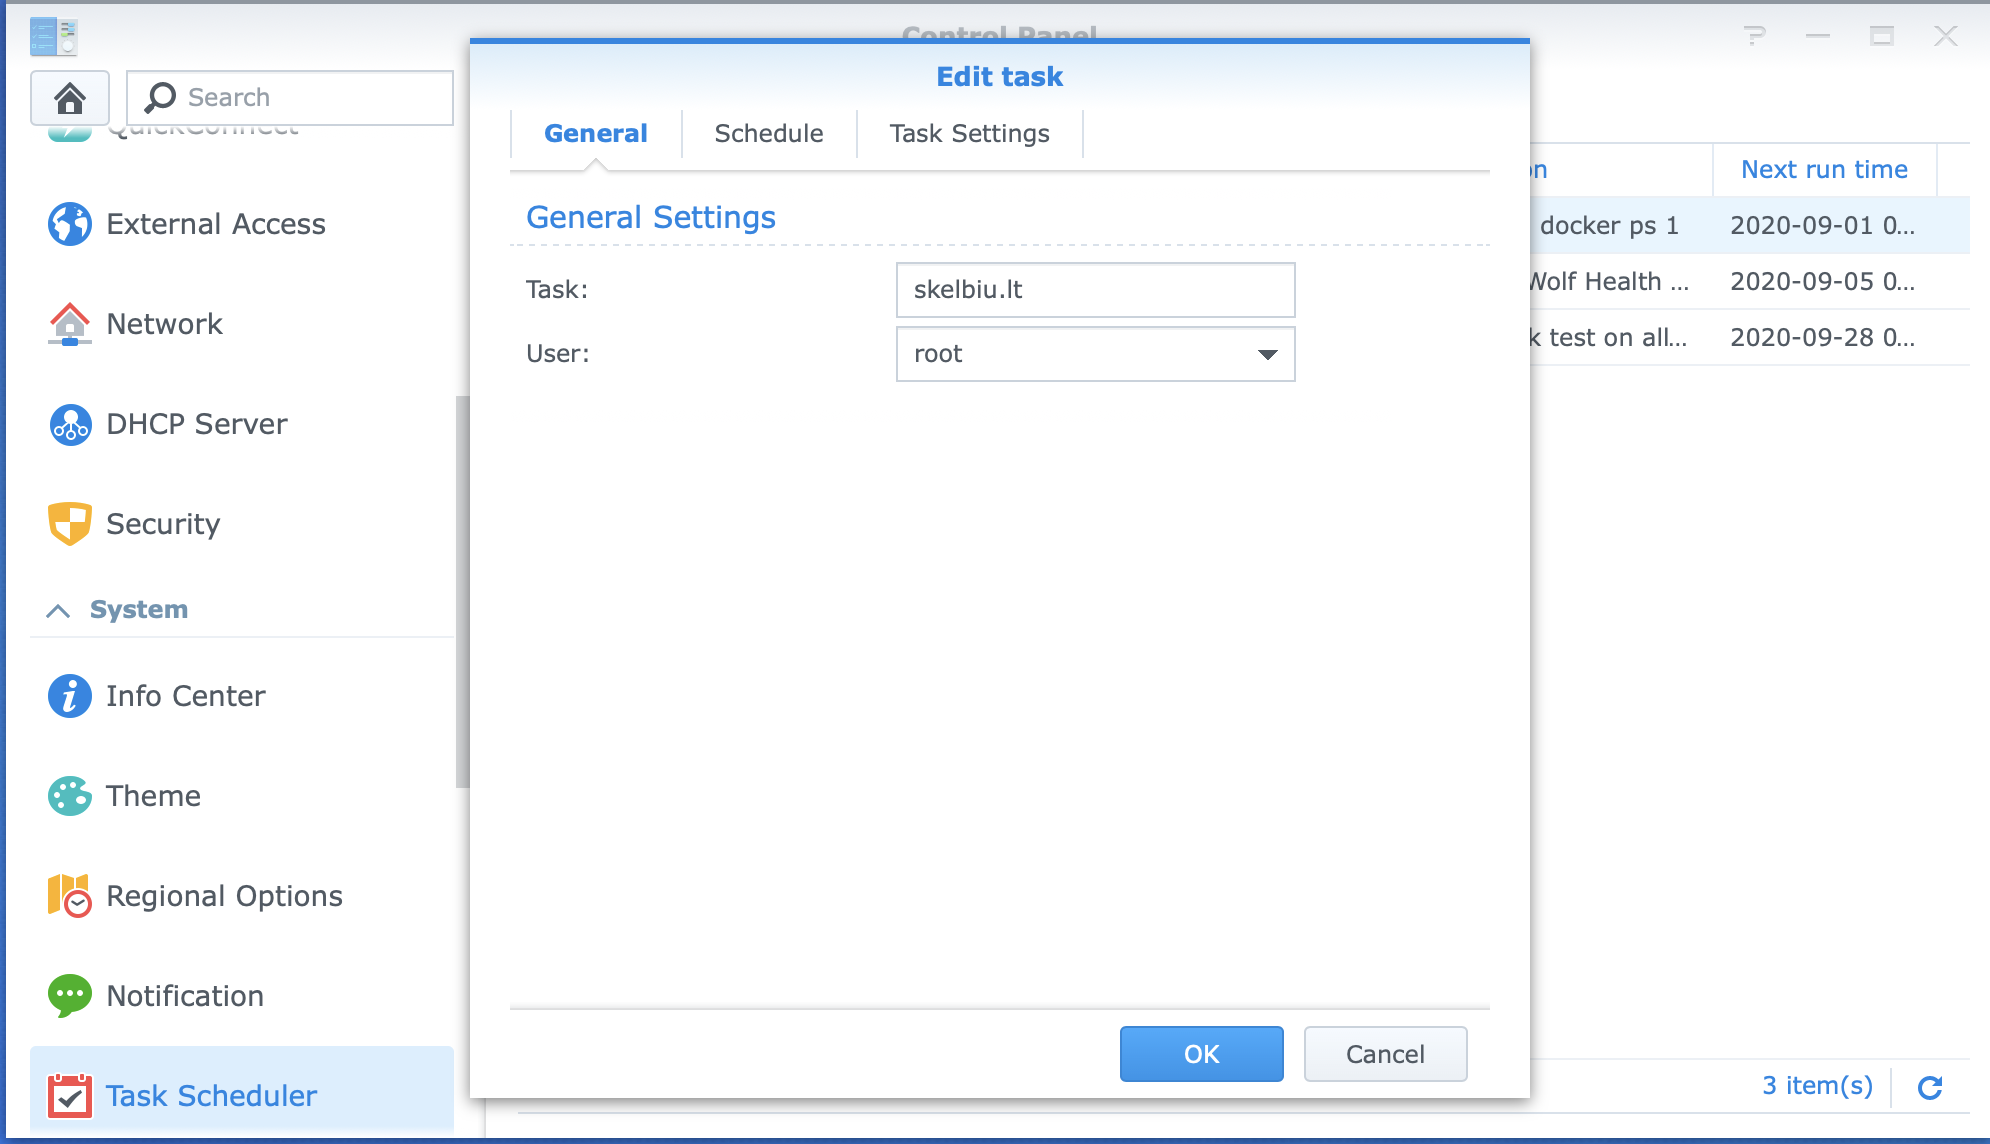 Control Panel
Search
QuickConnect
External Access
Network
DHCP Server
Security
System
Info Center
Theme
Regional Options
Notification
Task Scheduler
Edit task
General
Schedule
Task Settings
General Settings
Task:
skelbiu.lt
User:
root
OK
Cancel
on
Next run time
docker ps 1
2020-09-01 0...
Wolf Health ...
2020-09-05 0...
k test on all...
2020-09-28 0...
3 item(s)